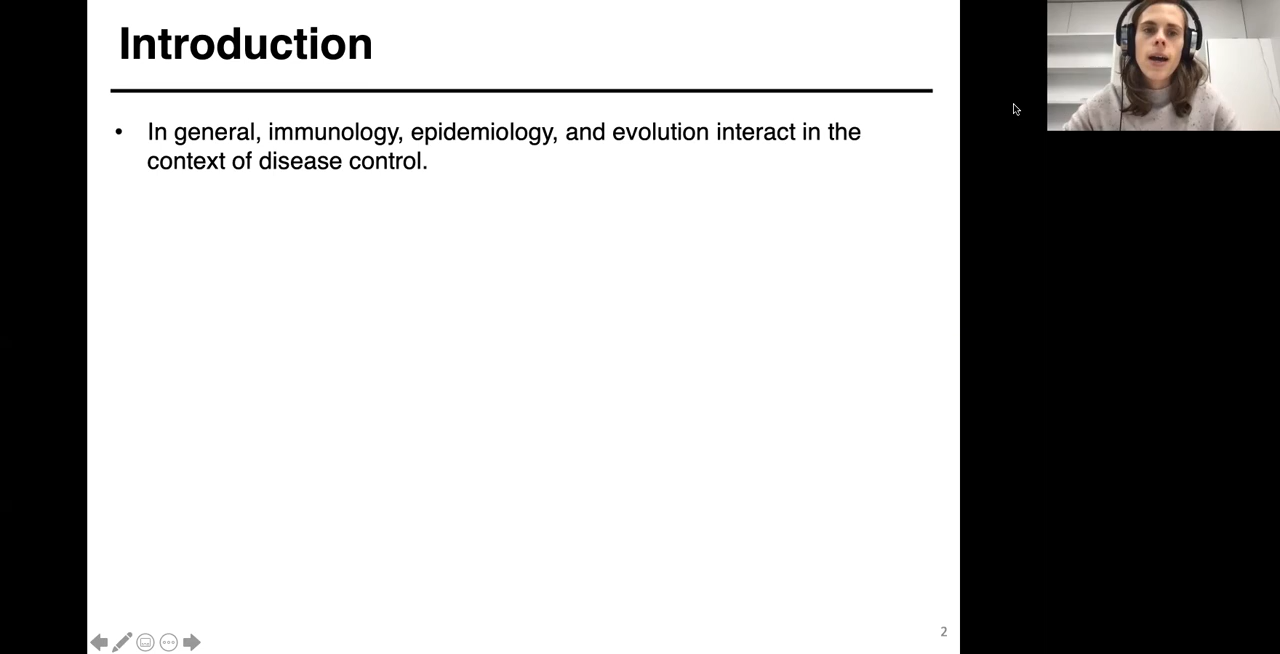 Introduction
• In general, immunology, epidemiology, and evolution interact in the
context of disease control.
2